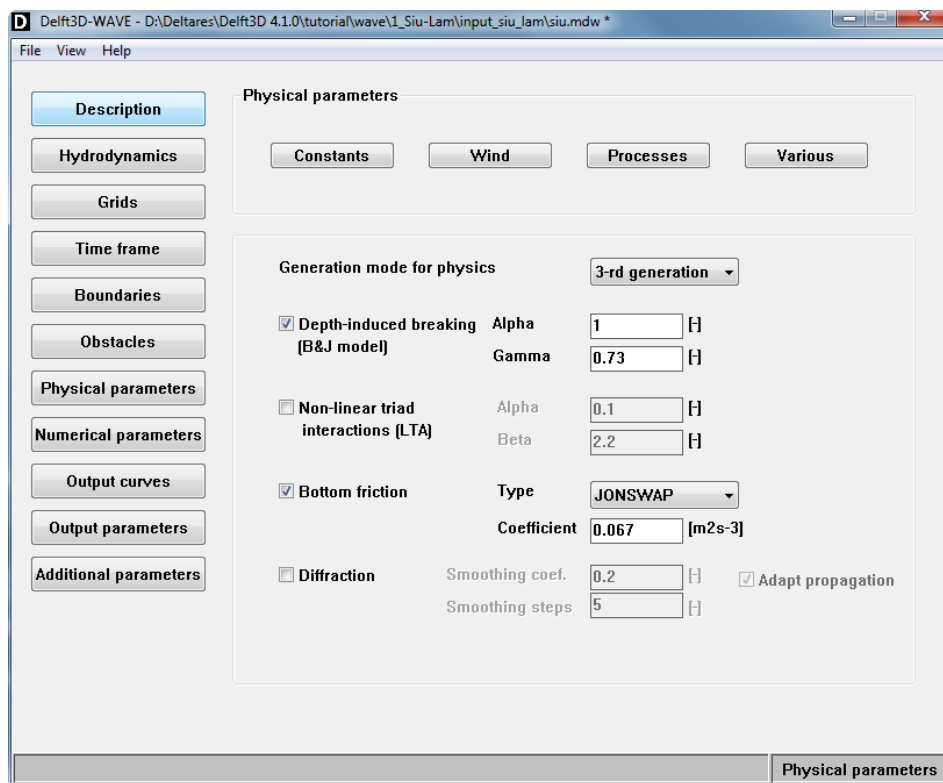 D Delft3D-WAVE - D:\Deltares\Delft3D 4.1.0\tutorial\wave\1_Siu-Lam\input_siu_lam\siu.mdw *
File View Help
Description
Hydrodynamics
Grids
Time frame
Boundaries
Obstacles
Physical parameters
Numerical parameters
Output curves
Output parameters
Additional parameters
Physical parameters
Constants Wind Processes Various
Generation mode for physics 3-rd generation
Depth-induced breaking Alpha 1 [-]
(B&J model) Gamma 0.73 [-]
Non-linear triad Alpha 0.1 [-]
interactions (LTA) Beta 2.2 [-]
Bottom friction Type JONSWAP
Coefficient 0.067 [m2s-3]
Diffraction Smoothing coef. 0.2 [-] Adapt propagation
Smoothing steps 5 [-]
Physical parameters